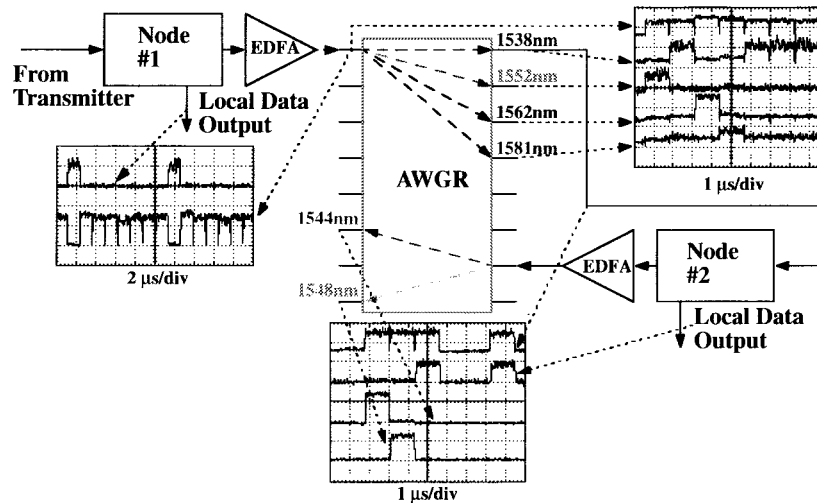 Node
#1
EDFA
From
Transmitter
Local Data
Output
2 µs/div
1538nm
1552nm
1562nm
1581nm
AWGR
1 µs/div
1544nm
1548nm
EDFA
Node
#2
Local Data
Output
1 µs/div